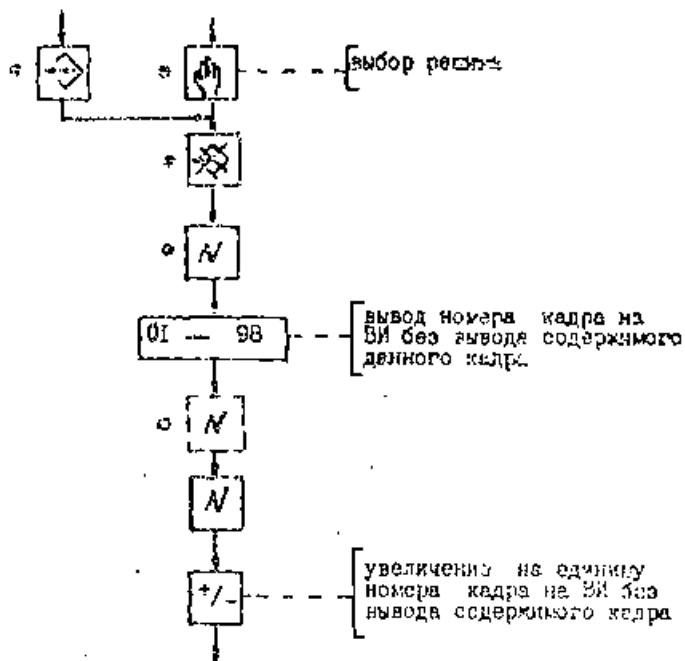 выбор режима
N
01 — 98
вывод номера кадра на
ВИ без вывода содержимого
данного кадра
N
N
+/-
увеличение на единицу
номера кадра на ВИ без
вывода содержимого кадра